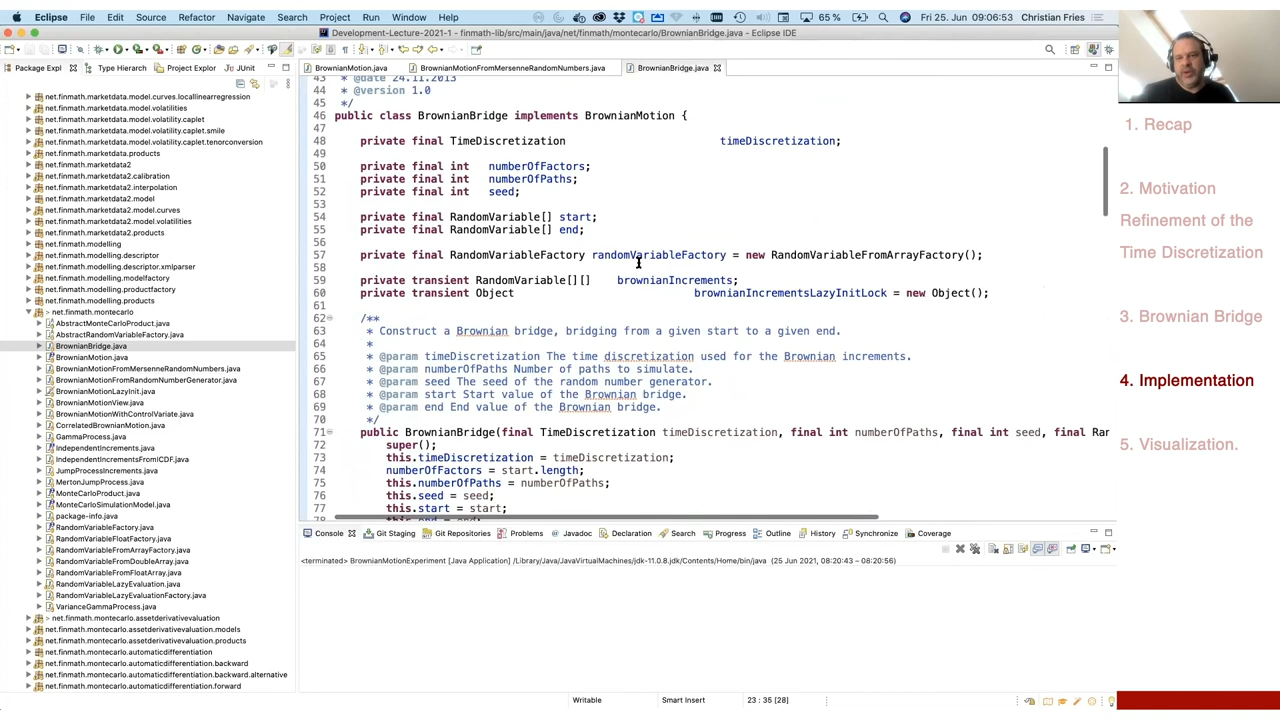 Eclipse File Edit Source Refactor Navigate Search Project Run Window Help 65 % Fri 25. Jun 09:06:53 Christian Fries
Development-Lecture-2021-1 - finmath-lib/src/main/java/net/finmath/montecarlo/BrownianBridge.java - Eclipse IDE
Package Expl Type Hierarchy Project Explor JUnit
net.finmath.marketdata.model.curves.locallinearregression
net.finmath.marketdata.model.volatilities
net.finmath.marketdata.model.volatility.caplet
net.finmath.marketdata.model.volatility.caplet.smile
net.finmath.marketdata.model.volatility.caplet.tenorconversion
net.finmath.marketdata.products
net.finmath.marketdata2
net.finmath.marketdata2.calibration
net.finmath.marketdata2.interpolation
net.finmath.marketdata2.model
net.finmath.marketdata2.model.curves
net.finmath.marketdata2.model.volatilities
net.finmath.marketdata2.products
net.finmath.modelling
net.finmath.modelling.descriptor
net.finmath.modelling.descriptor.xmlparser
net.finmath.modelling.modelfactory
net.finmath.modelling.productfactory
net.finmath.modelling.products
> net.finmath.montecarlo
AbstractMonteCarloProduct.java
AbstractRandomVariableFactory.java
BrownianBridge.java
BrownianMotion.java
BrownianMotionFromMersenneRandomNumbers.java
BrownianMotionFromRandomNumberGenerator.java
BrownianMotionLazyInit.java
BrownianMotionView.java
BrownianMotionWithControlVariate.java
CorrelatedBrownianMotion.java
GammaProcess.java
IndependentIncrements.java
IndependentIncrementsFromICDF.java
JumpProcessIncrements.java
MertonJumpProcess.java
MonteCarloProduct.java
MonteCarloSimulationModel.java
package-info.java
RandomVariableFactory.java
RandomVariableFloatFactory.java
RandomVariableFromArrayFactory.java
RandomVariableFromDoubleArray.java
RandomVariableFromFloatArray.java
RandomVariableLazyEvaluation.java
RandomVariableLazyEvaluationFactory.java
VarianceGammaProcess.java
> net.finmath.montecarlo.assetderivativevaluation
net.finmath.montecarlo.assetderivativevaluation.models
net.finmath.montecarlo.assetderivativevaluation.products
net.finmath.montecarlo.automaticdifferentiation
net.finmath.montecarlo.automaticdifferentiation.backward
net.finmath.montecarlo.automaticdifferentiation.backward.alternative
net.finmath.montecarlo.automaticdifferentiation.forward
BrownianMotion.java BrownianMotionFromMersenneRandomNumbers.java BrownianBridge.java
43 * @date 24.11.2013
44 * @version 1.0
45 */
46 public class BrownianBridge implements BrownianMotion {
47
48 private final TimeDiscretization timeDiscretization;
49
50 private final int numberOfFactors;
51 private final int numberOfPaths;
52 private final int seed;
53
54 private final RandomVariable[] start;
55 private final RandomVariable[] end;
56
57 private final RandomVariableFactory randomVariableFactory = new RandomVariableFromArrayFactory();
58
59 private transient RandomVariable[][] brownianIncrements;
60 private transient Object brownianIncrementsLazyInitLock = new Object();
61
62 /**
63 * Construct a Brownian bridge, bridging from a given start to a given end.
64 *
65 * @param timeDiscretization The time discretization used for the Brownian increments.
66 * @param numberOfPaths Number of paths to simulate.
67 * @param seed The seed of the random number generator.
68 * @param start Start value of the Brownian bridge.
69 * @param end End value of the Brownian bridge.
70 */
71 public BrownianBridge(final TimeDiscretization timeDiscretization, final int numberOfPaths, final int seed, final Ran
72 super();
73 this.timeDiscretization = timeDiscretization;
74 numberOfFactors = start.length;
75 this.numberOfPaths = numberOfPaths;
76 this.seed = seed;
77 this.start = start;
78 this.end = end;
Console Git Staging Git Repositories Problems Javadoc Declaration Search Progress Outline History Synchronize Coverage
<terminated> BrownianMotionExperiment [Java Application] /Library/Java/JavaVirtualMachines/jdk-11.0.8.jdk/Contents/Home/bin/java (25 Jun 2021, 08:20:43 – 08:20:56)
Writable Smart Insert 23 : 35 [28]
1. Recap
2. Motivation
Refinement of the
Time Discretization
3. Brownian Bridge
4. Implementation
5. Visualization.